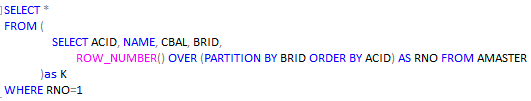 SELECT *
FROM (
SELECT ACID, NAME, CBAL, BRID,
ROW_NUMBER() OVER (PARTITION BY BRID ORDER BY ACID) AS RNO FROM AMASTER
)as K
WHERE RNO=1